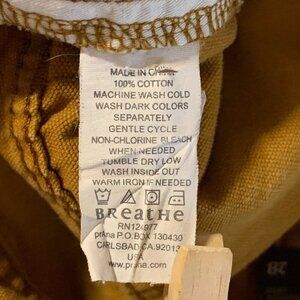 MADE IN CHINA
100% COTTON
MACHINE WASH COLD
WASH DARK COLORS
SEPARATELY
GENTLE CYCLE
NON-CHLORINE BLEACH
WHEN NEEDED
TUMBLE DRY LOW
WASH INSIDE OUT
WARM IRON IF NEEDED
BREATHE
RN124977
prAna P.O. BOX 130430
CARLSBAD CA. 92013
USA
www.prana.com
28